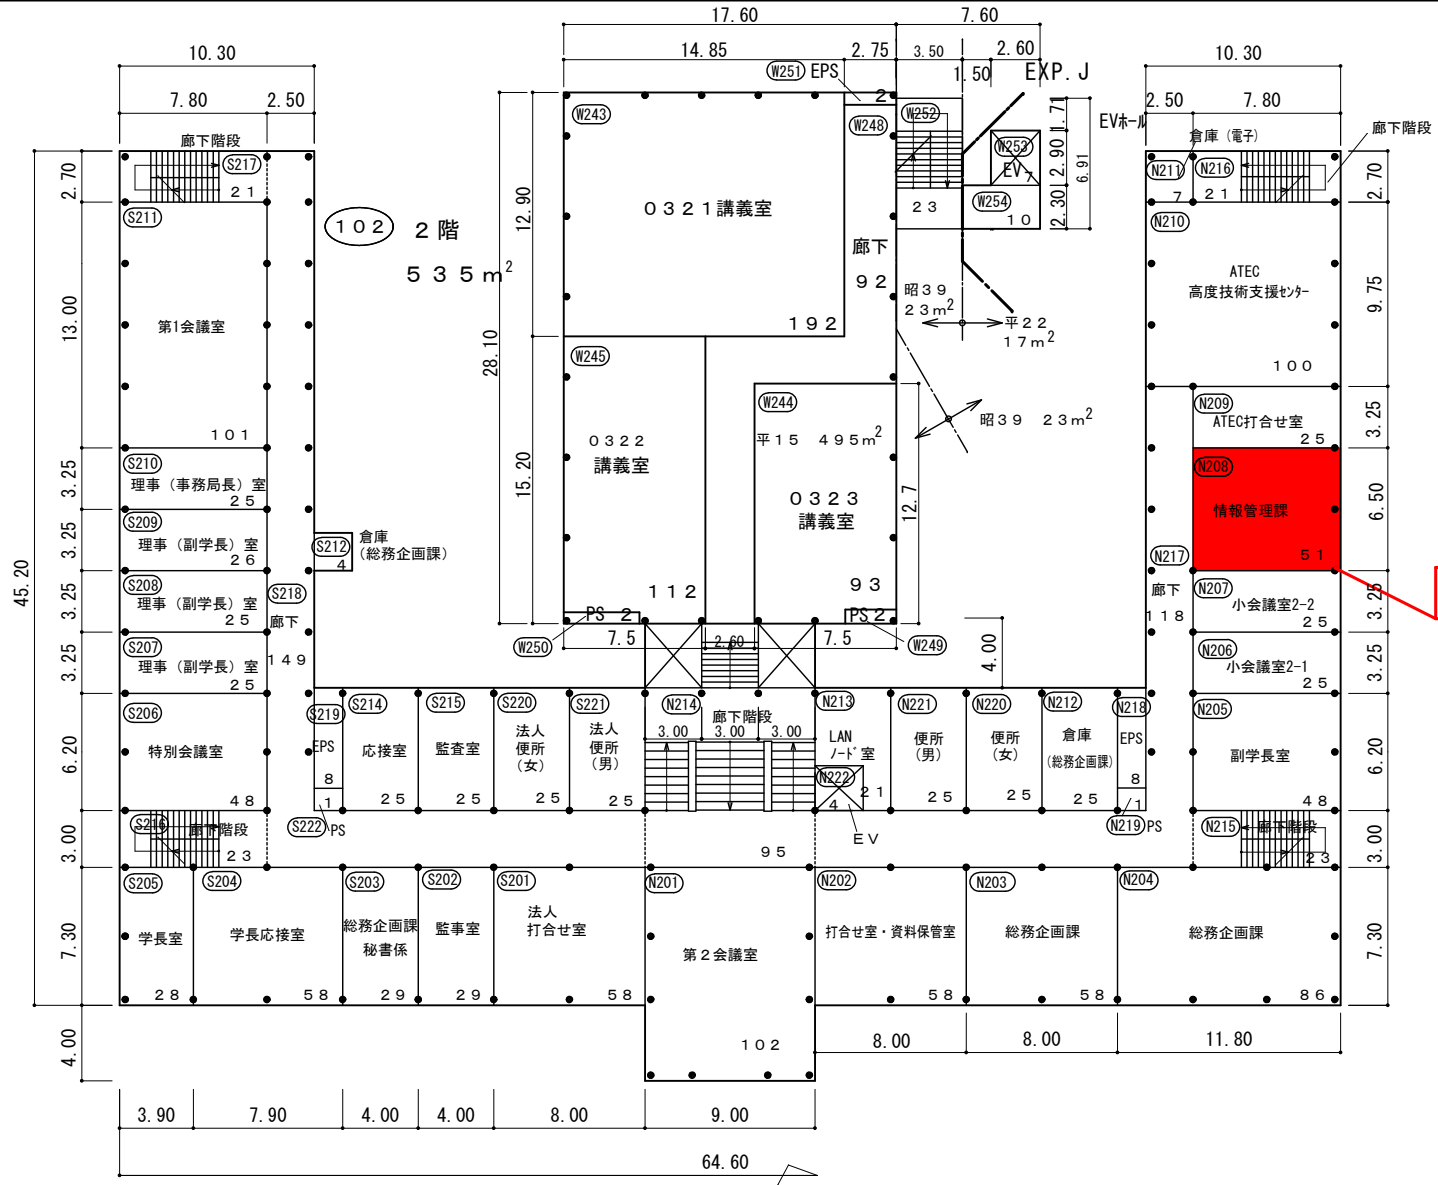 17.60
7.60
14.85
2.75
3.50
2.60
1.50
EXP.J
10.30
7.80
2.50
10.30
2.50
7.80
W251 EPS
2
W243
W248
W252
W253
EV
7
W254
10
23
1.71
2.90
2.30
6.91
EVホール
倉庫(電子)
廊下階段
廊下階段
S217
21
N211
7
N216
21
2.70
2.70
S211
第1会議室
101
13.00
45.20
102
2階
535m²
12.90
28.10
0321講義室
192
廊下
92
昭39
23m²
平22
17m²
N210
ATEC
高度技術支援センター
100
9.75
W245
0322
講義室
112
15.20
W244
平15 495m²
0323
講義室
93
12.7
昭39 23m²
N209
ATEC打合せ室
25
3.25
N208
情報管理課
51
6.50
S210
理事(事務局長)室
25
3.25
S209
理事(副学長)室
26
3.25
S208
理事(副学長)室
25
3.25
S207
理事(副学長)室
25
3.25
S212
4
倉庫
(総務企画課)
S218
廊下
149
N217
廊下
118
N207
小会議室2-2
25
3.25
N206
小会議室2-1
25
3.25
PS 2
W250
7.5
2.60
7.5
PS 2
W249
4.00
S206
特別会議室
48
6.20
S219
EPS
8
1
S222
PS
S214
応接室
25
S215
監査室
25
S220
法人
便所
(女)
25
S221
法人
便所
(男)
25
N214
廊下階段
3.00
3.00
3.00
N213
LAN
ノード室
21
N222
4
EV
N221
便所
(男)
25
N220
便所
(女)
25
N212
倉庫
(総務企画課)
25
N218
EPS
8
1
N219 PS
N205
副学長室
48
6.20
S216
廊下階段
23
3.00
95
N215
廊下階段
23
3.00
S205
学長室
28
7.30
S204
学長応接室
58
S203
総務企画課
秘書係
29
S202
監事室
29
S201
法人
打合せ室
58
N201
第2会議室
102
N202
打合せ室・資料保管室
58
N203
総務企画課
58
N204
総務企画課
86
7.30
4.00
8.00
8.00
11.80
3.90
7.90
4.00
4.00
8.00
9.00
64.60